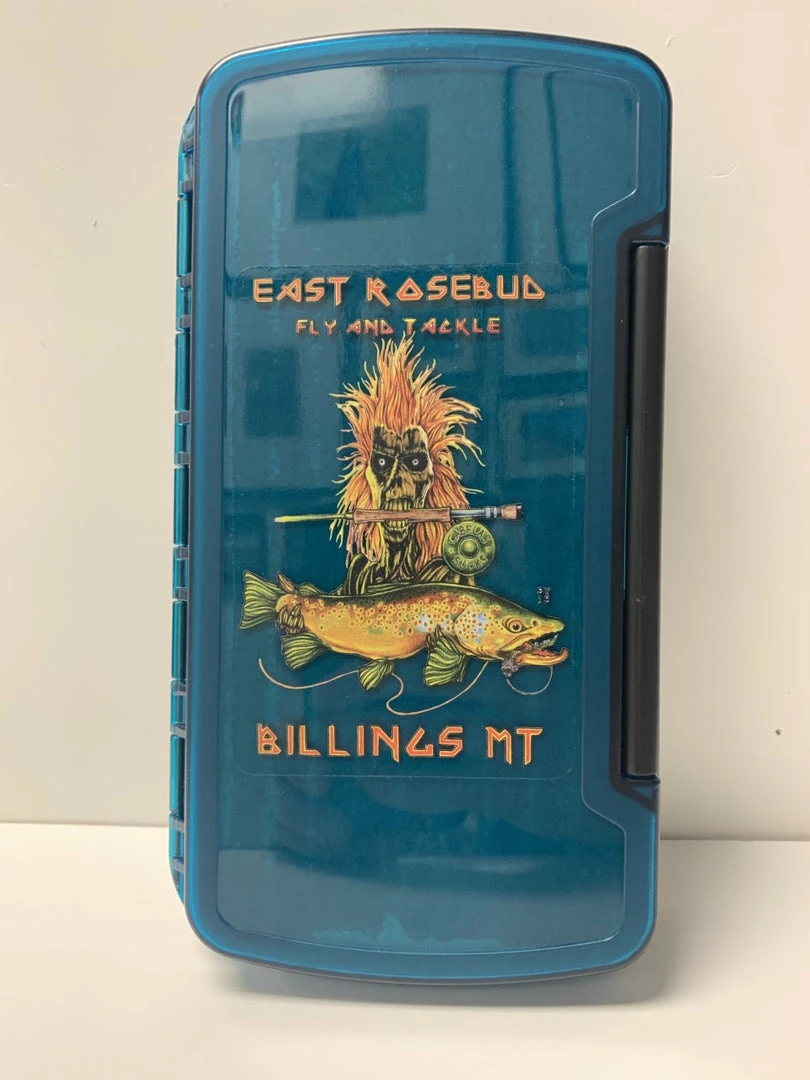 EAST ROSEBUD
FLY AND TACKLE
BILLINGS MT